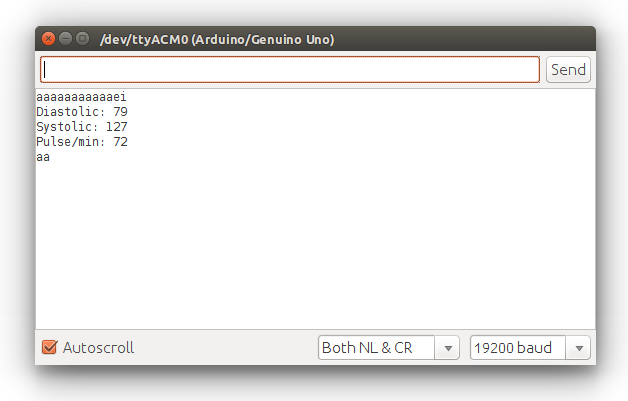 /dev/ttyACM0 (Arduino/Genuino Uno)
Send
aaaaaaaaaaaei
Diastolic: 79
Systolic: 127
Pulse/min: 72
aa
Autoscroll
Both NL & CR
19200 baud